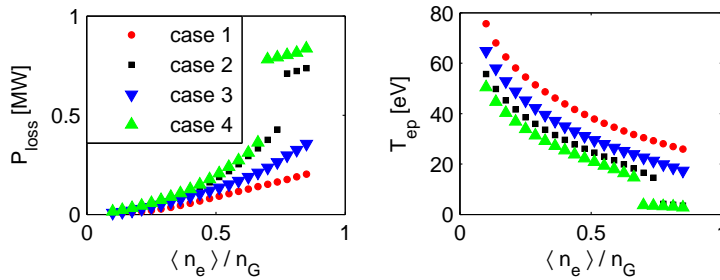 1
0.5
0
0
0.5
1
P_loss [MW]
⟨ n_e ⟩ / n_G
case 1
case 2
case 3
case 4
80
60
40
20
0
0
0.5
1
T_ep [eV]
⟨ n_e ⟩ / n_G